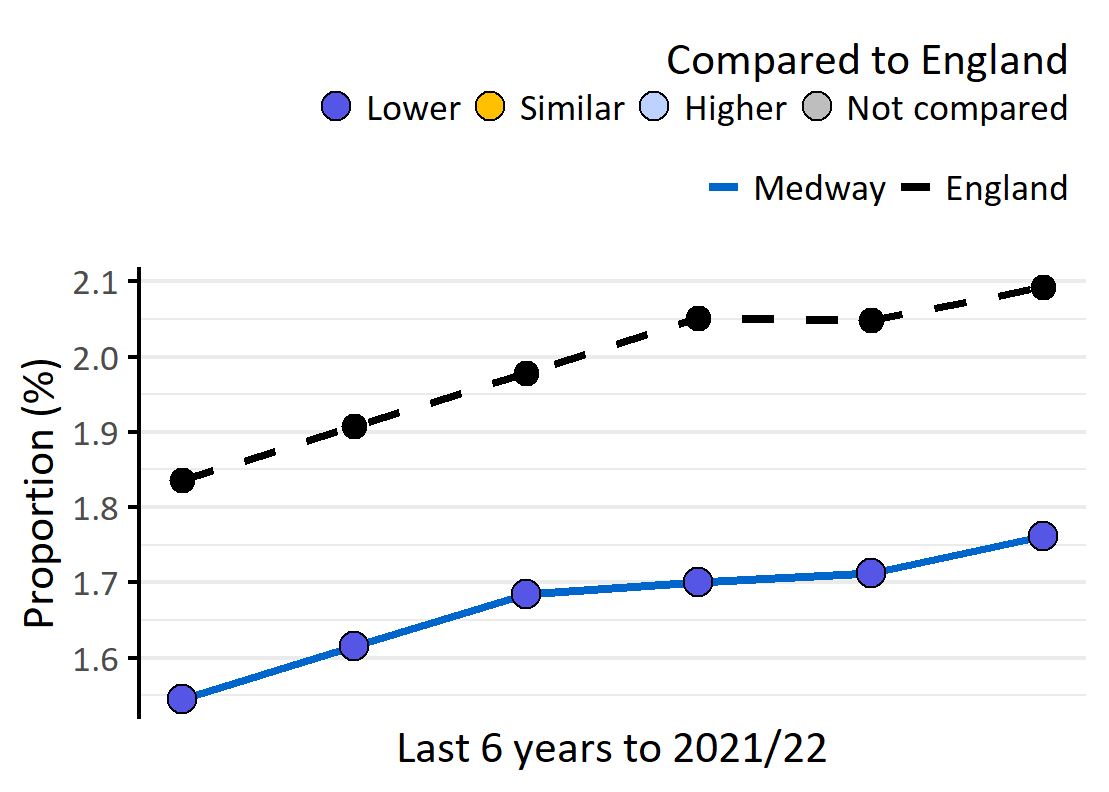 Compared to England
Lower Similar Higher Not compared
Medway England
2.1
2.0
1.9
1.8
1.7
1.6
Proportion (%)
Last 6 years to 2021/22